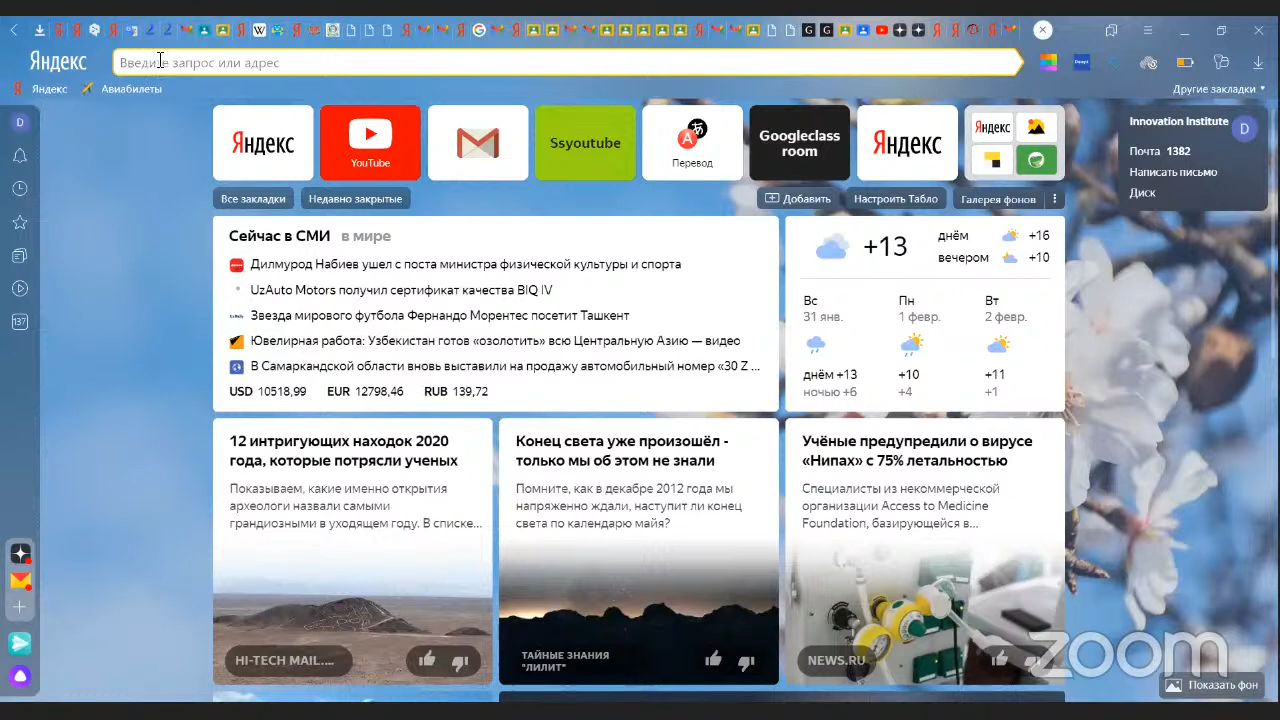 Яндекс
Введите запрос или адрес
Яндекс
Авиабилеты
Другие закладки
D
137
Яндекс
YouTube
Ssyoutube
Перевод
Googleclass
room
Яндекс
Яндекс
Innovation Institute
D
Почта 1382
Написать письмо
Диск
Все закладки
Недавно закрытые
Добавить
Настроить Табло
Галерея фонов
Сейчас в СМИ в мире
Дилмурод Набиев ушел с поста министра физической культуры и спорта
UzAuto Motors получил сертификат качества BIQ IV
Звезда мирового футбола Фернандо Морентес посетит Ташкент
Ювелирная работа: Узбекистан готов «озолотить» всю Центральную Азию — видео
В Самаркандской области вновь выставили на продажу автомобильный номер «30 Z ...
USD 10518,99 EUR 12798,46 RUB 139,72
+13
днём +16
вечером +10
Вс
31 янв.
днём +13
ночью +6
Пн
1 февр.
+10
+4
Вт
2 февр.
+11
+1
12 интригующих находок 2020
года, которые потрясли ученых
Показываем, какие именно открытия
археологи назвали самыми
грандиозными в уходящем году. В списке...
HI-TECH MAIL....
Конец света уже произошёл -
только мы об этом не знали
Помните, как в декабре 2012 года мы
напряженно ждали, наступит ли конец
света по календарю майя?
ТАЙНЫЕ ЗНАНИЯ
"ЛИЛИТ"
Учёные предупредили о вирусе
«Нипах» с 75% летальностью
Специалисты из некоммерческой
организации Access to Medicine
Foundation, базирующейся в...
NEWS.RU
zoom
Показать фон